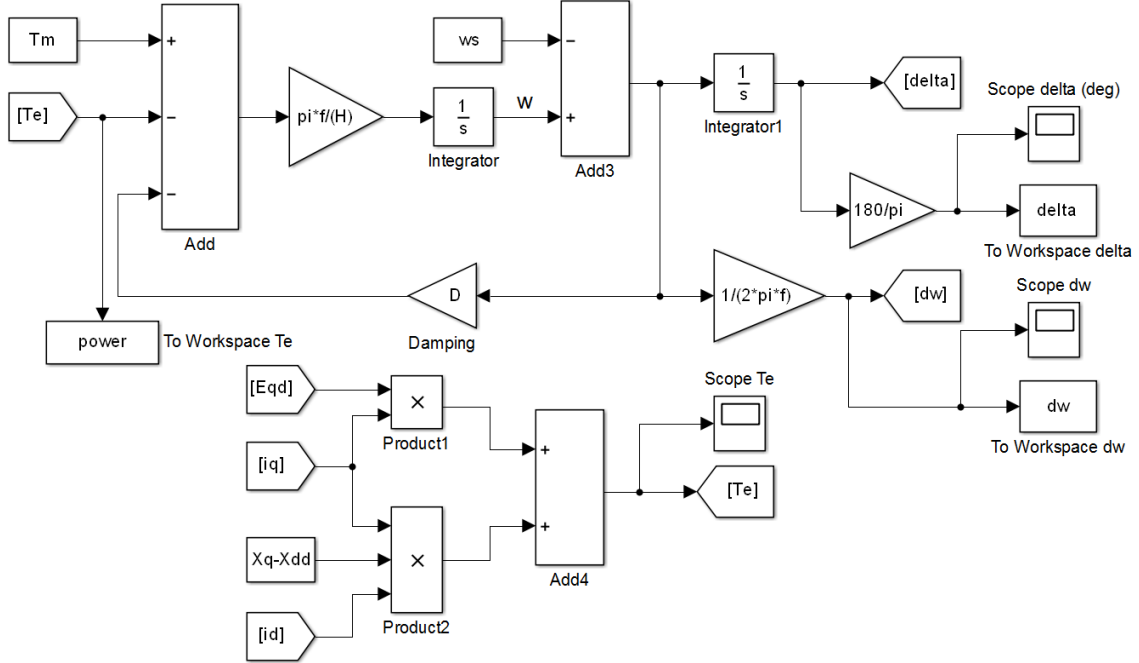 Tm
+
[Te]
−
−
Add
pi*f/(H)
1
s
Integrator
W
ws
−
+
Add3
1
s
Integrator1
[delta]
Scope delta (deg)
180/pi
delta
To Workspace delta
D
Damping
1/(2*pi*f)
[dw]
Scope dw
dw
To Workspace dw
power
To Workspace Te
[Eqd]
×
Product1
[iq]
Xq-Xdd
×
[id]
Product2
+
+
Add4
Scope Te
[Te]